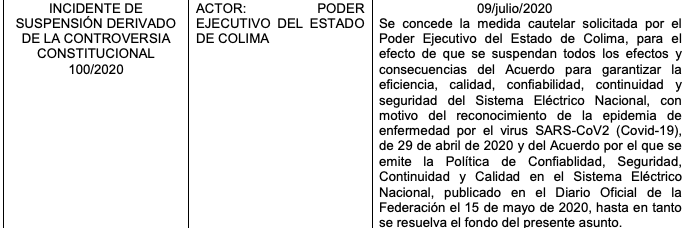 INCIDENTE DE
SUSPENSIÓN DERIVADO
DE LA CONTROVERSIA
CONSTITUCIONAL
100/2020
ACTOR: PODER
EJECUTIVO DEL ESTADO
DE COLIMA
09/julio/2020
Se concede la medida cautelar solicitada por el
Poder Ejecutivo del Estado de Colima, para el
efecto de que se suspendan todos los efectos y
consecuencias del Acuerdo para garantizar la
eficiencia, calidad, confiabilidad, continuidad y
seguridad del Sistema Eléctrico Nacional, con
motivo del reconocimiento de la epidemia de
enfermedad por el virus SARS-CoV2 (Covid-19),
de 29 de abril de 2020 y del Acuerdo por el que se
emite la Política de Confiablidad, Seguridad,
Continuidad y Calidad en el Sistema Eléctrico
Nacional, publicado en el Diario Oficial de la
Federación el 15 de mayo de 2020, hasta en tanto
se resuelva el fondo del presente asunto.